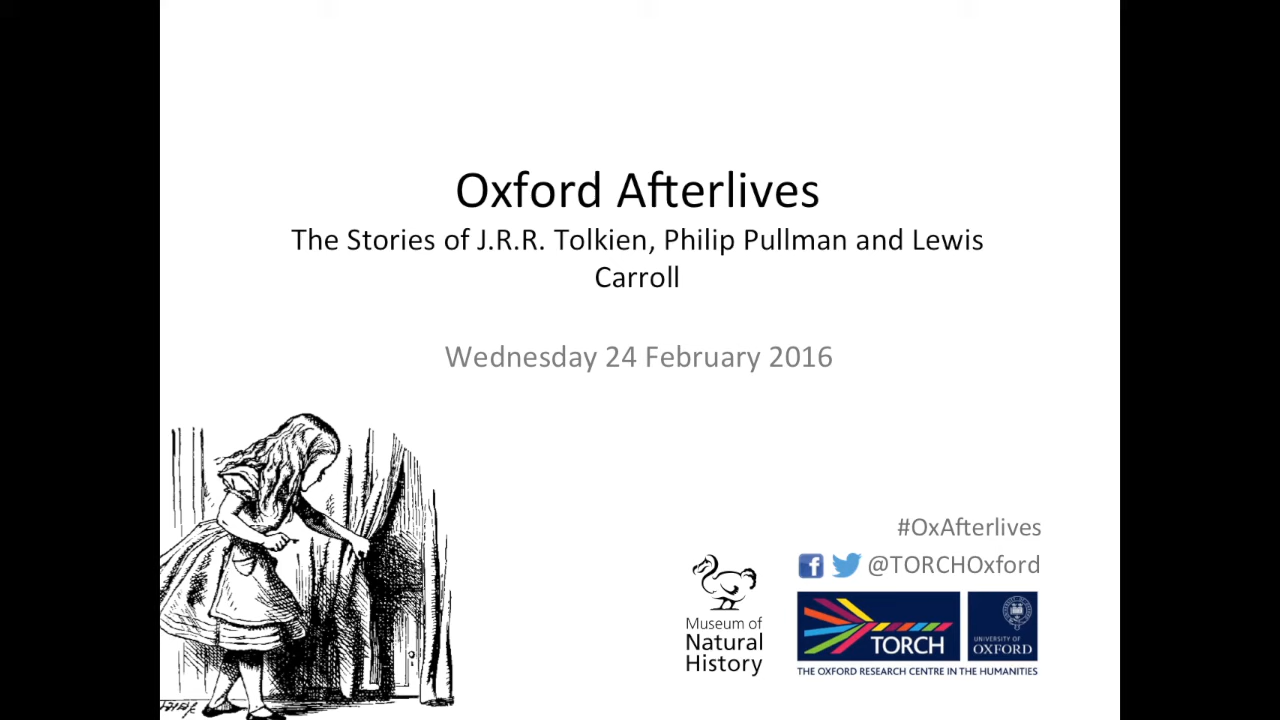 Oxford Afterlives
The Stories of J.R.R. Tolkien, Philip Pullman and Lewis
Carroll
Wednesday 24 February 2016
#OxAfterlives
@TORCHOxford
Museum of
Natural
History
TORCH
UNIVERSITY OF
OXFORD
THE OXFORD RESEARCH CENTRE IN THE HUMANITIES